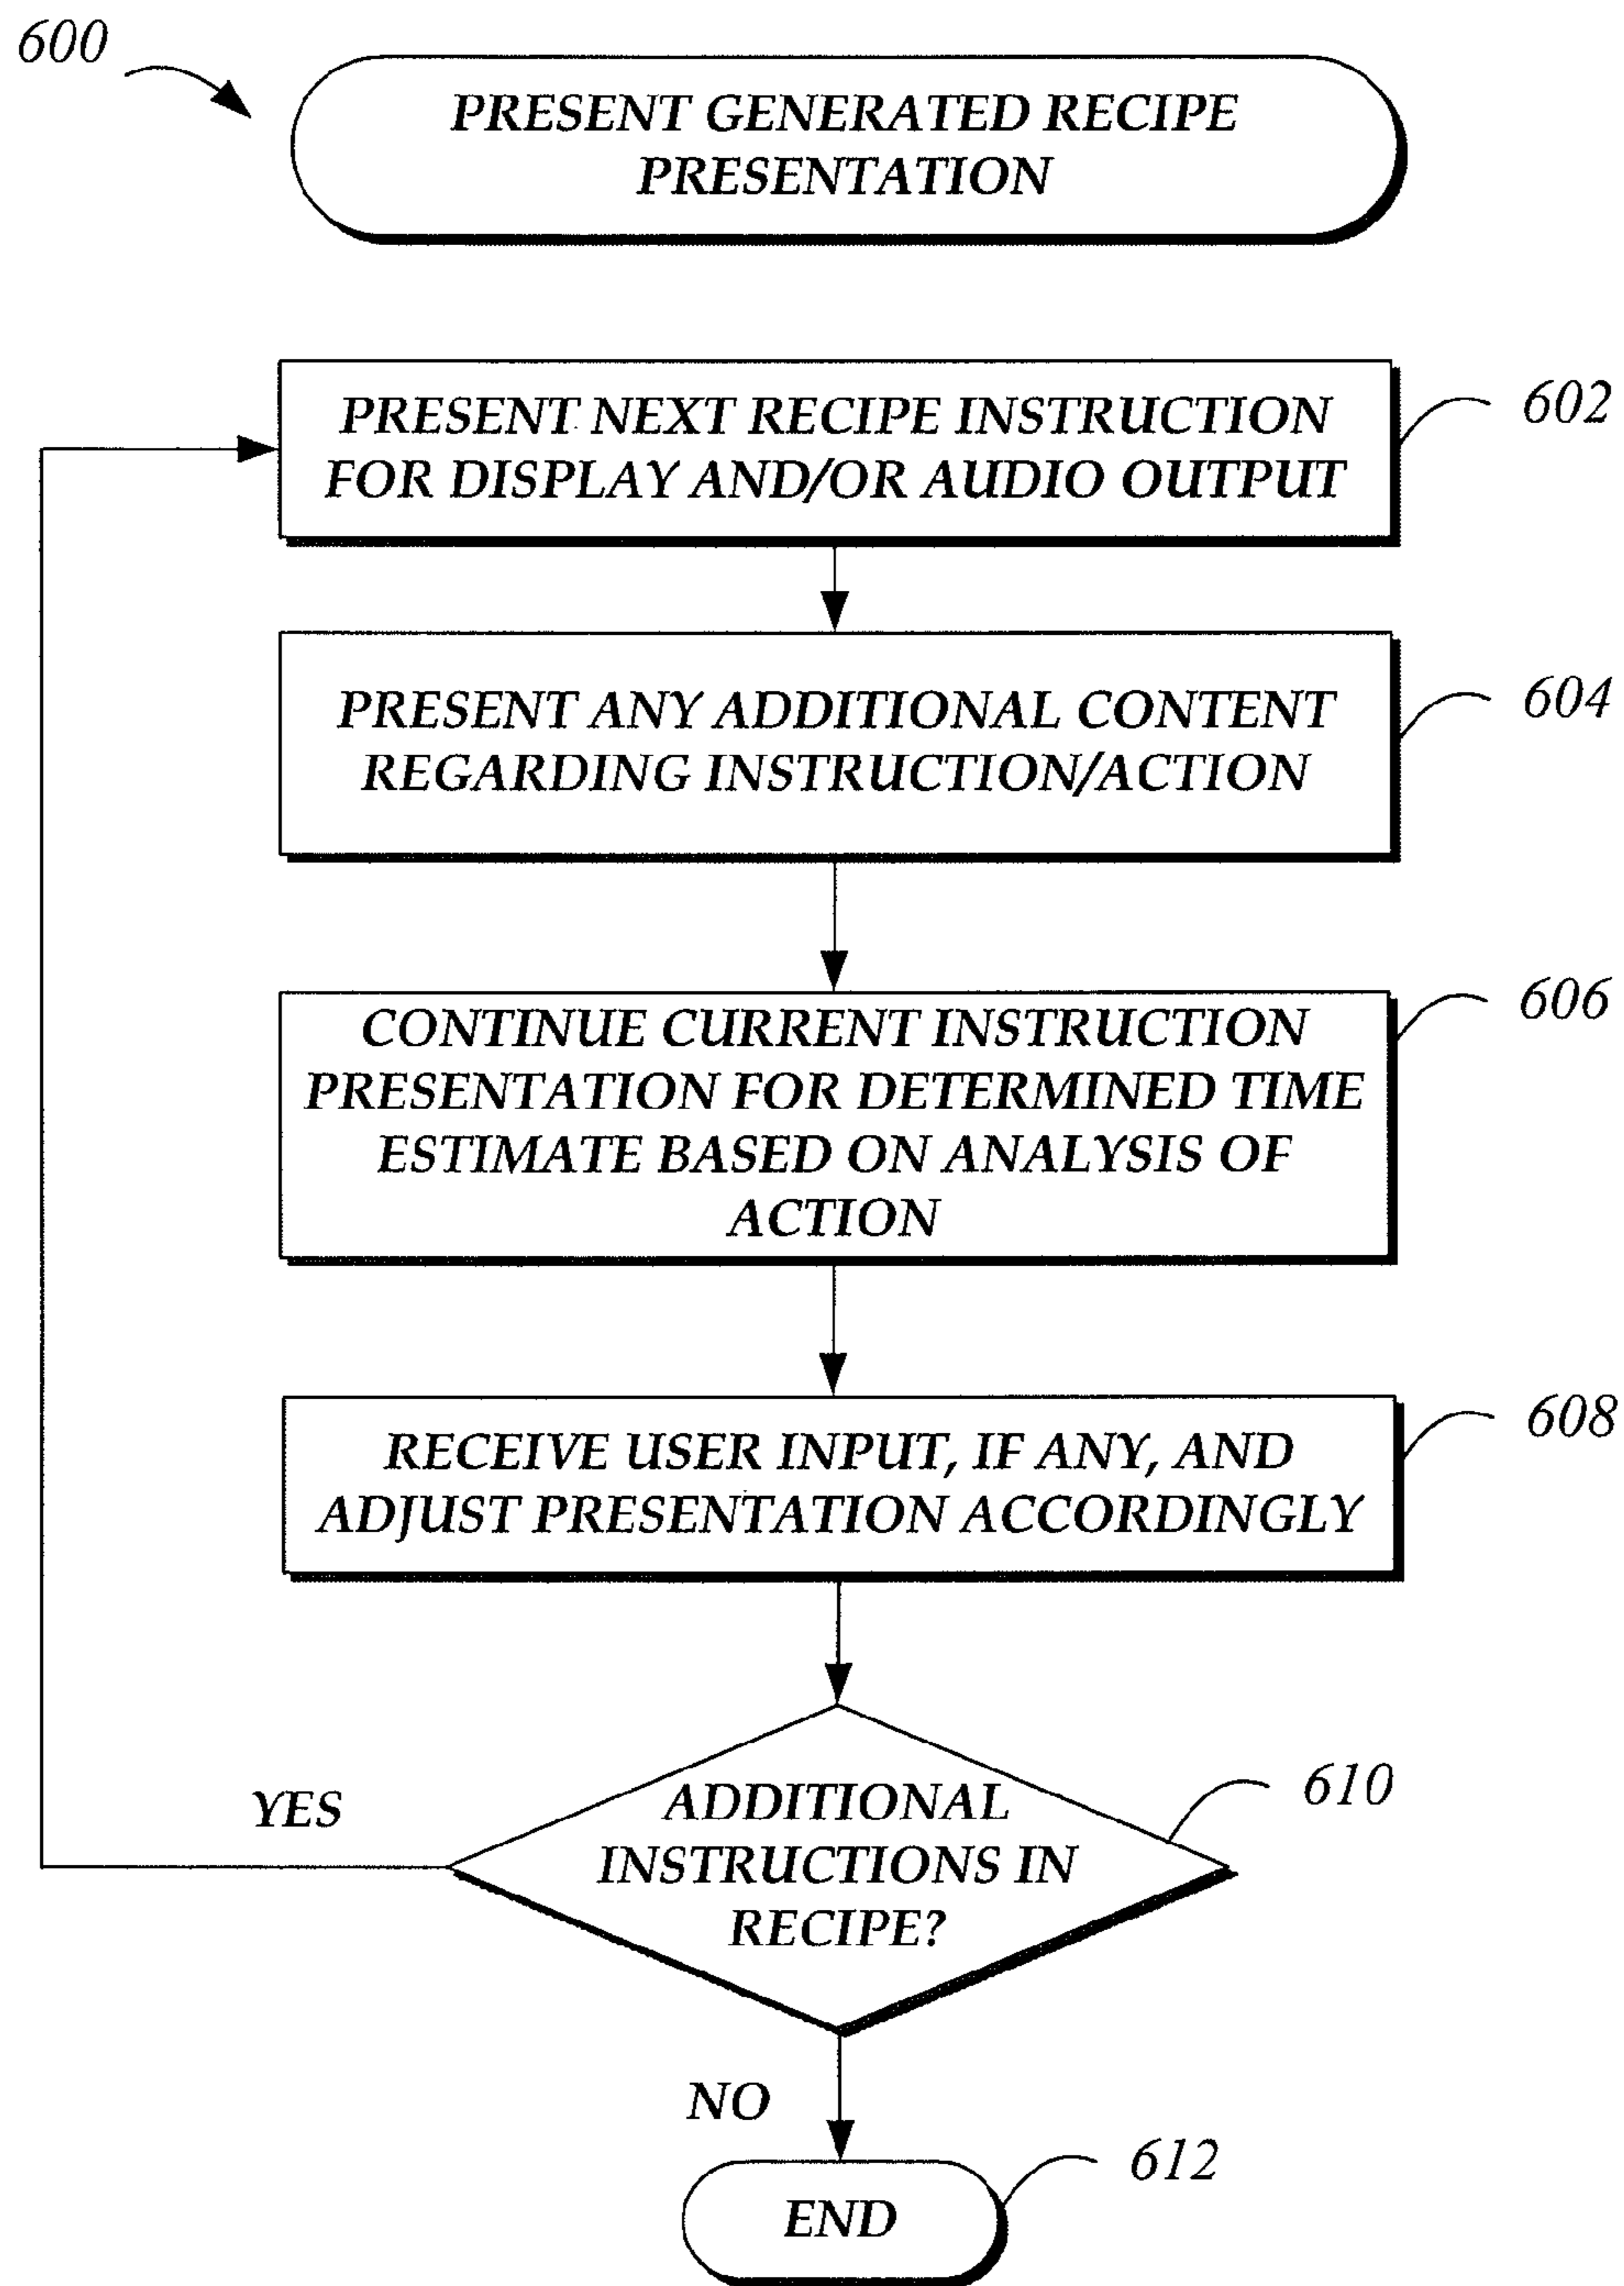 600
PRESENT GENERATED RECIPE
PRESENTATION
PRESENT NEXT RECIPE INSTRUCTION
FOR DISPLAY AND/OR AUDIO OUTPUT
602
PRESENT ANY ADDITIONAL CONTENT
REGARDING INSTRUCTION/ACTION
604
CONTINUE CURRENT INSTRUCTION
PRESENTATION FOR DETERMINED TIME
ESTIMATE BASED ON ANALYSIS OF
ACTION
606
RECEIVE USER INPUT, IF ANY, AND
ADJUST PRESENTATION ACCORDINGLY
608
ADDITIONAL
INSTRUCTIONS IN
RECIPE?
610
YES
NO
END
612